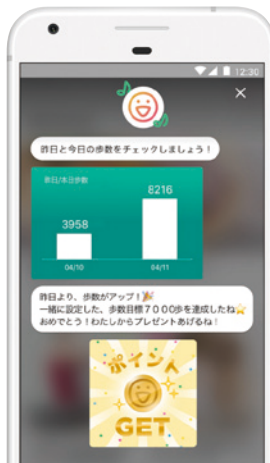 12:30
昨日と今日の歩数をチェックしましょう！
昨日/本日歩数
8216
3958
04/10
04/11
昨日より、歩数がアップ！🎉
一緒に設定した、歩数目標７０００歩を達成したね⭐
おめでとう！わたしからプレゼントあげるね！
ポイント
GET